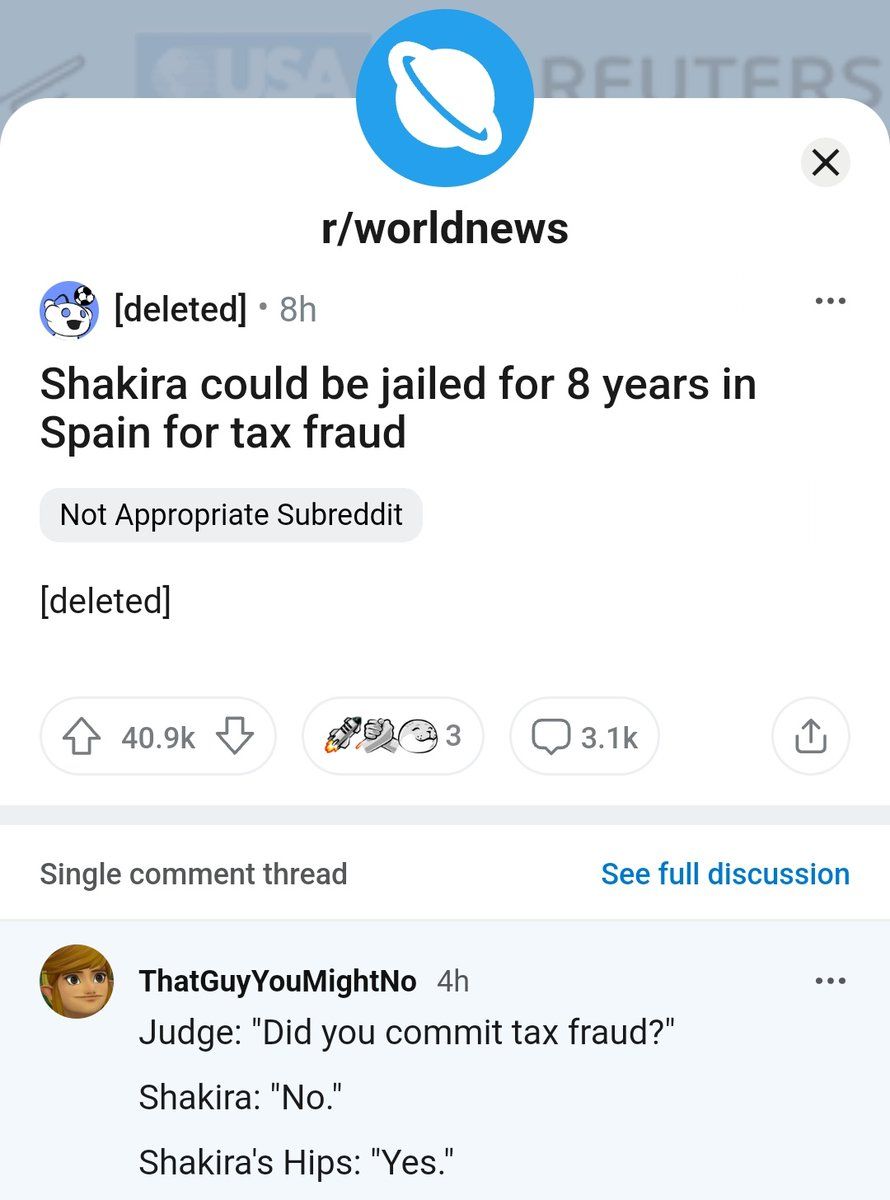 USA
REUTERS
r/worldnews
[deleted] • 8h
Shakira could be jailed for 8 years in
Spain for tax fraud
Not Appropriate Subreddit
[deleted]
40.9k 3 3.1k
Single comment thread See full discussion
ThatGuyYouMightNo 4h
Judge: "Did you commit tax fraud?"
Shakira: "No."
Shakira's Hips: "Yes."